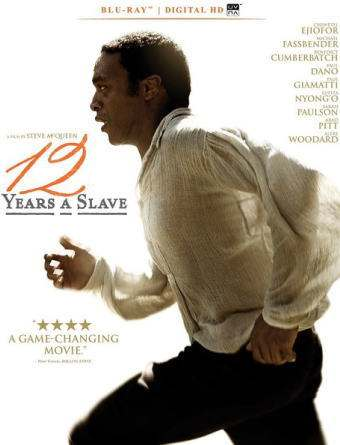 BLU-RAY™ | DIGITAL HD
CHIWETEL
EJIOFOR
MICHAEL
FASSBENDER
BENEDICT
CUMBERBATCH
PAUL
DANO
PAUL
GIAMATTI
LUPITA
NYONG'O
SARAH
PAULSON
BRAD
PITT
ALFRE
WOODARD
A FILM BY STEVE McQUEEN
12
YEARS A SLAVE
★★★★
A GAME-CHANGING
MOVIE.”